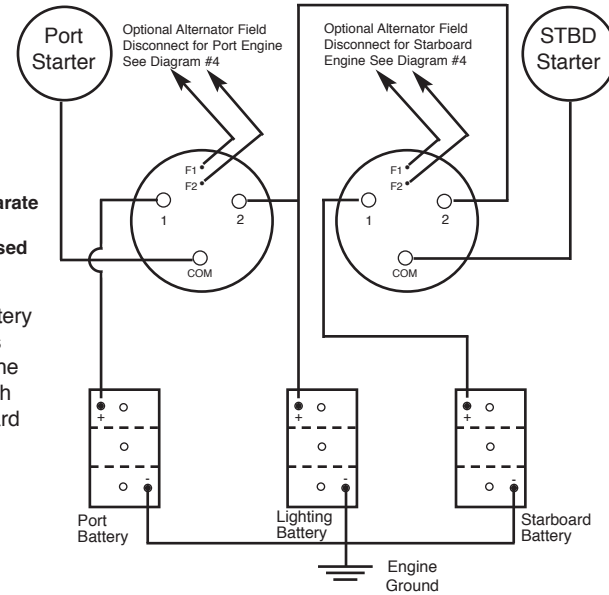 Port
Starter
Optional Alternator Field
Disconnect for Port Engine
See Diagram #4
Optional Alternator Field
Disconnect for Starboard
Engine See Diagram #4
STBD
Starter
F1
F2
1
2
COM
F1
F2
1
2
COM
+
-
Port
Battery
+
-
Lighting
Battery
+
-
Starboard
Battery
Engine
Ground